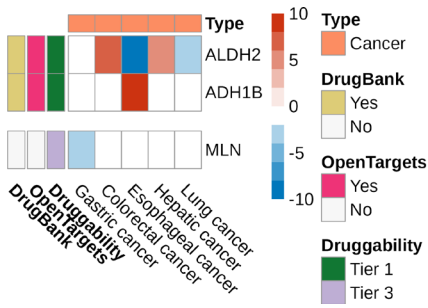 Type
ALDH2
ADH1B
MLN
DrugBank
OpenTargets
Druggability
Gastric cancer
Colorectal cancer
Esophageal cancer
Hepatic cancer
Lung cancer
10
5
0
-5
-10
Type
Cancer
DrugBank
Yes
No
OpenTargets
Yes
No
Druggability
Tier 1
Tier 3